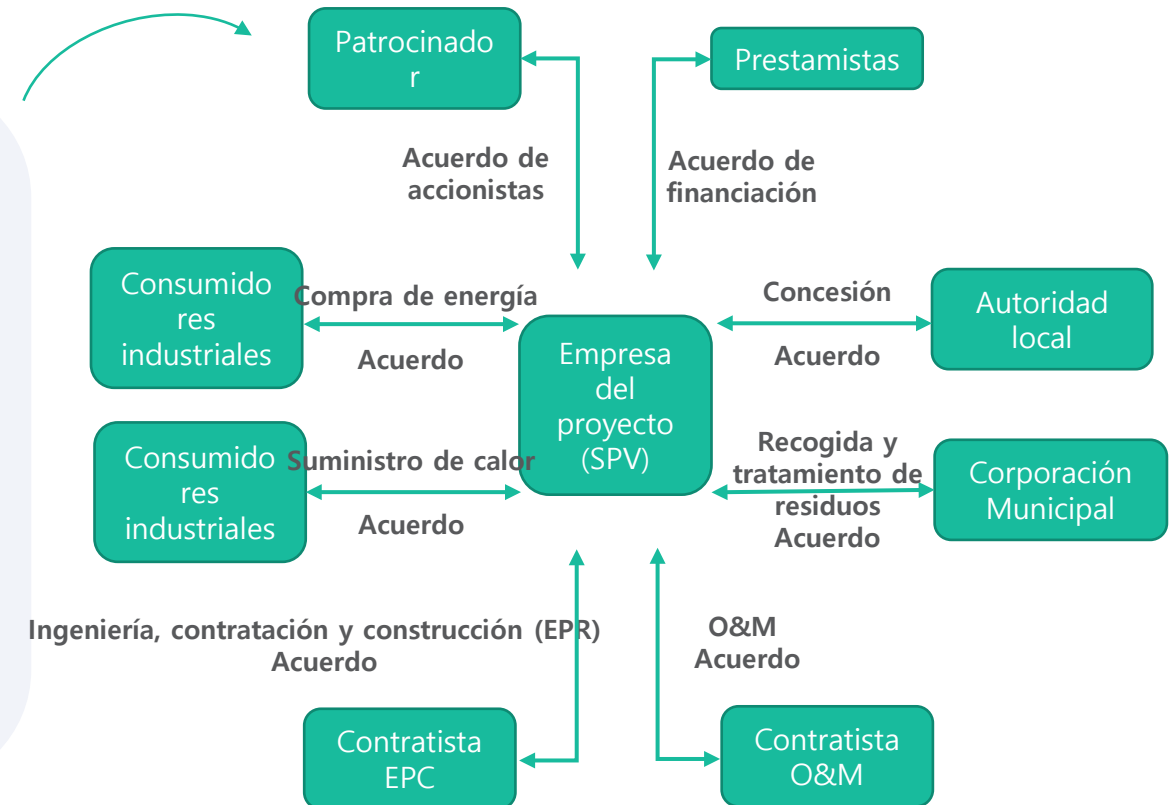 Patrocinado
r
Prestamistas
Acuerdo de
accionistas
Acuerdo de
financiación
Consumido
res
industriales
Compra de energía
Acuerdo
Empresa
del
proyecto
(SPV)
Concesión
Acuerdo
Autoridad
local
Consumido
res
industriales
Suministro de calor
Acuerdo
Recogida y
tratamiento de
residuos
Acuerdo
Corporación
Municipal
Ingeniería, contratación y construcción (EPR)
Acuerdo
O&M
Acuerdo
Contratista
EPC
Contratista
O&M